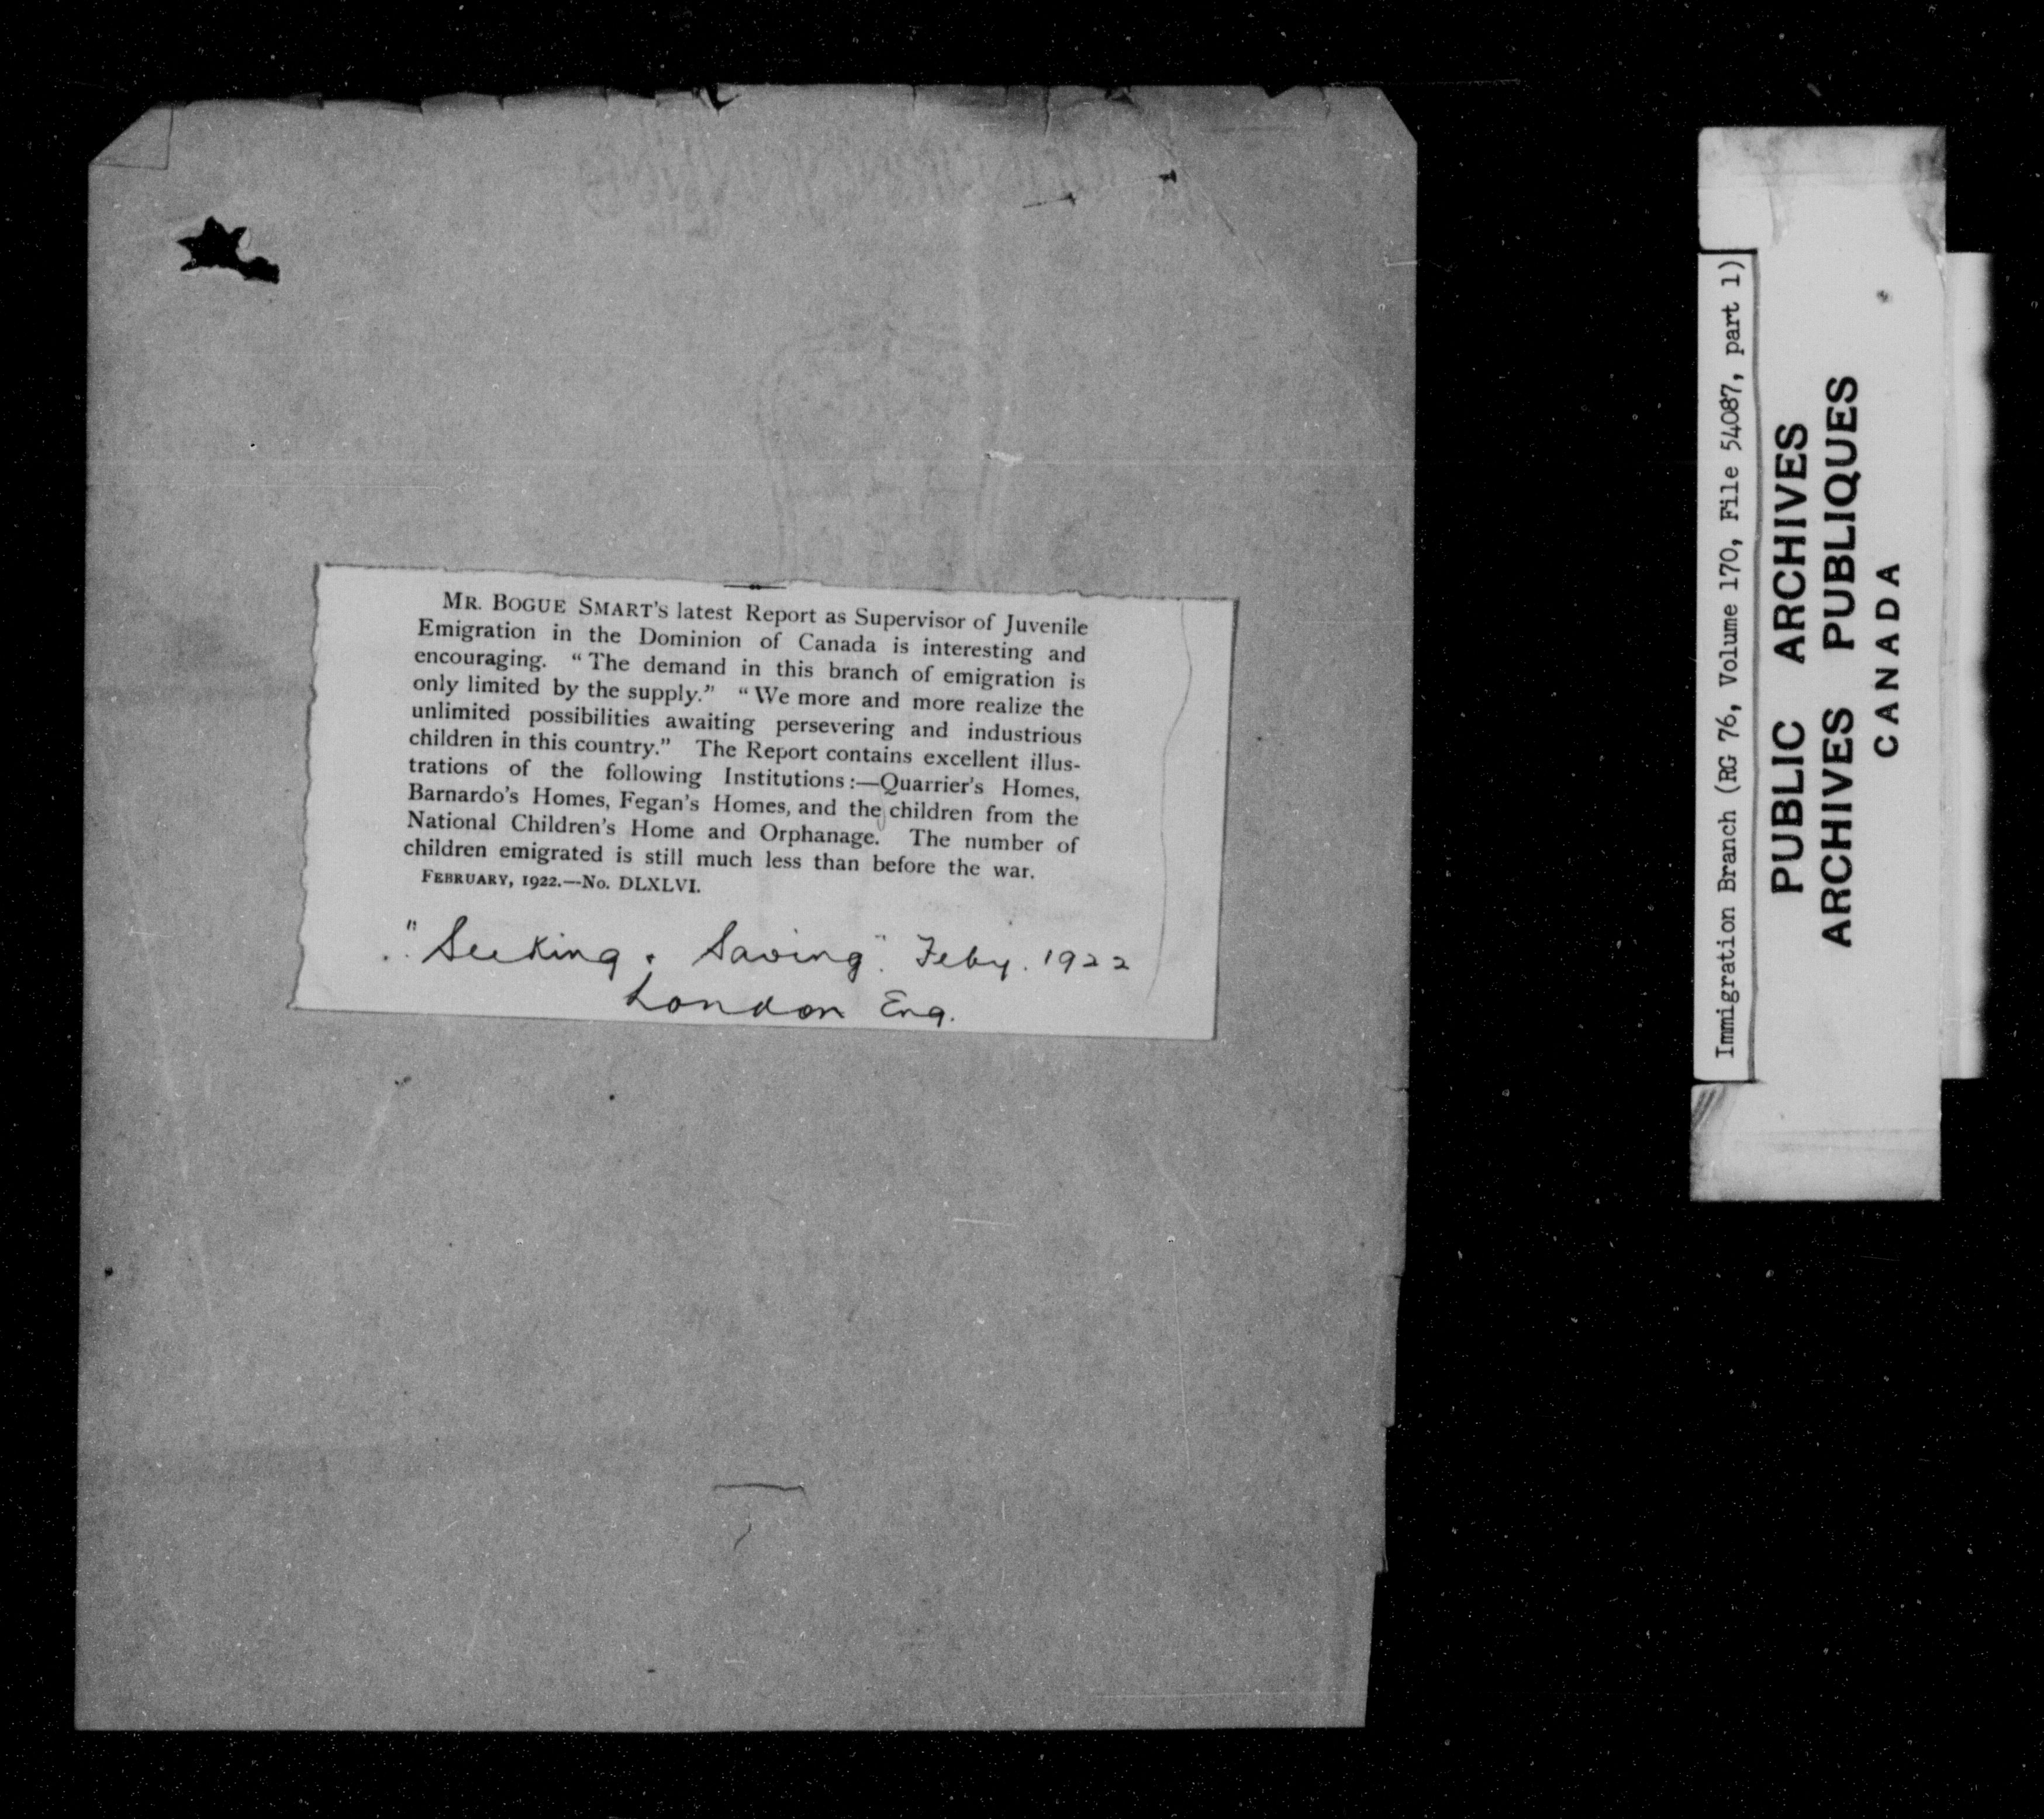 MR. BOGUE SMART'S latest Report as Supervisor of Juvenile
Emigration in the Dominion of Canada is interesting and
encouraging. “The demand in this branch of emigration is
only limited by the supply.” “We more and more realize the
unlimited possibilities awaiting persevering and industrious
children in this country.” The Report contains excellent illus-
trations of the following Institutions:—Quarrier's Homes,
Barnardo's Homes, Fegan's Homes, and the children from the
National Children's Home and Orphanage. The number of
children emigrated is still much less than before the war.
FEBRUARY, 1922.—No. DLXLVI.
"Seeking & Saving" Feby. 1922
London Eng.
Immigration Branch (RG 76, Volume 170, File 54087, part 1)
PUBLIC ARCHIVES
ARCHIVES PUBLIQUES
CANADA